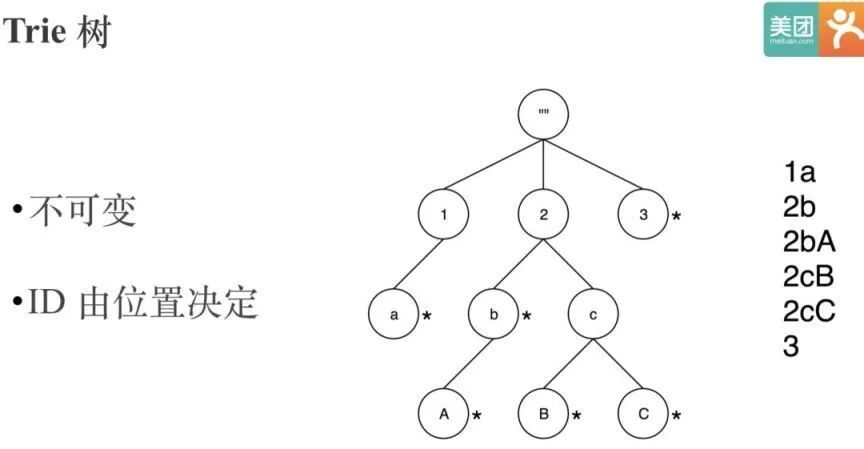 Trie 树
美团
meituan.com
•不可变
•ID 由位置决定
""
1 2 3 *
a * b * c
A * B * C *
1a
2b
2bA
2cB
2cC
3